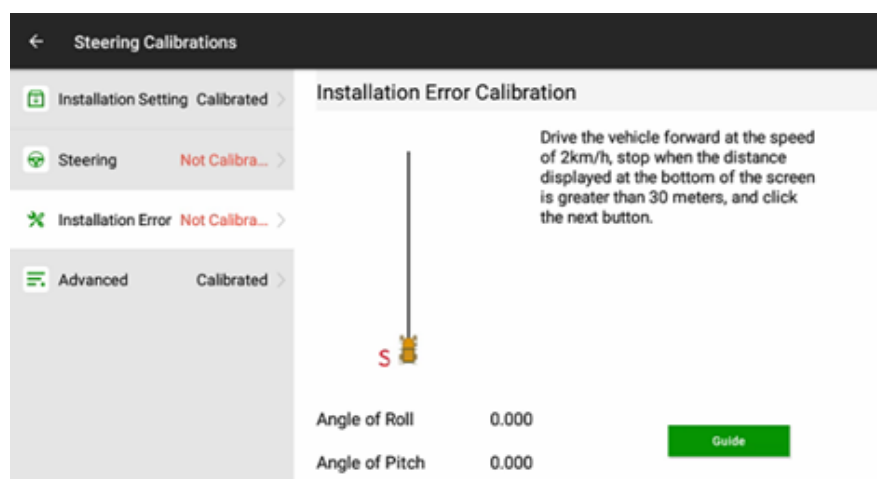 Steering Calibrations
Installation Setting Calibrated
Steering Not Calibra...
Installation Error Not Calibra...
Advanced Calibrated
Installation Error Calibration
Drive the vehicle forward at the speed
of 2km/h, stop when the distance
displayed at the bottom of the screen
is greater than 30 meters, and click
the next button.
S
Angle of Roll 0.000
Guide
Angle of Pitch 0.000